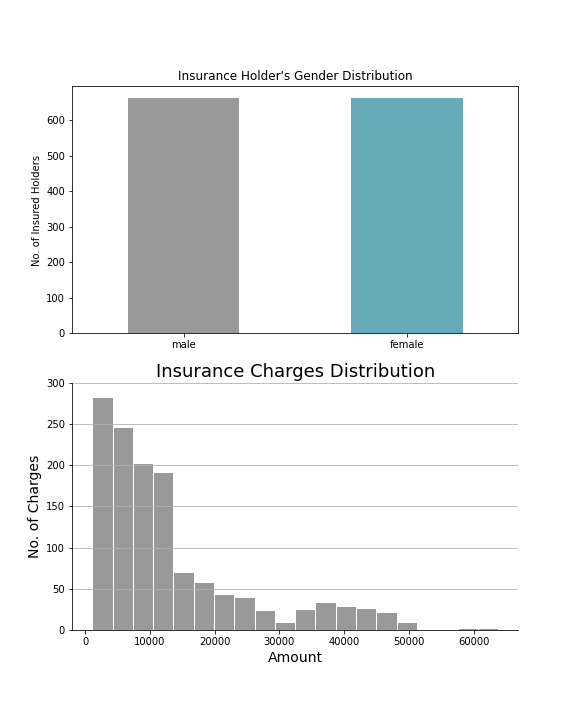 Insurance Holder's Gender Distribution
No. of Insured Holders
600
500
400
300
200
100
0
male female
Insurance Charges Distribution
No. of Charges
300
250
200
150
100
50
0
0 10000 20000 30000 40000 50000 60000
Amount